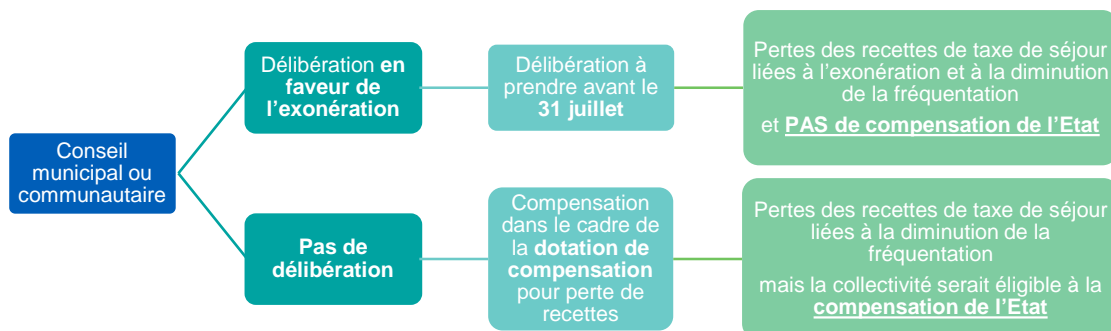 Conseil
municipal ou
communautaire
Délibération en
faveur de
l'exonération
Délibération à
prendre avant le
31 juillet
Pertes des recettes de taxe de séjour
liées à l'exonération et à la diminution
de la fréquentation
et PAS de compensation de l'Etat
Pas de
délibération
Compensation
dans le cadre de
la dotation de
compensation
pour perte de
recettes
Pertes des recettes de taxe de séjour
liées à la diminution de la
fréquentation
mais la collectivité serait éligible à la
compensation de l'Etat